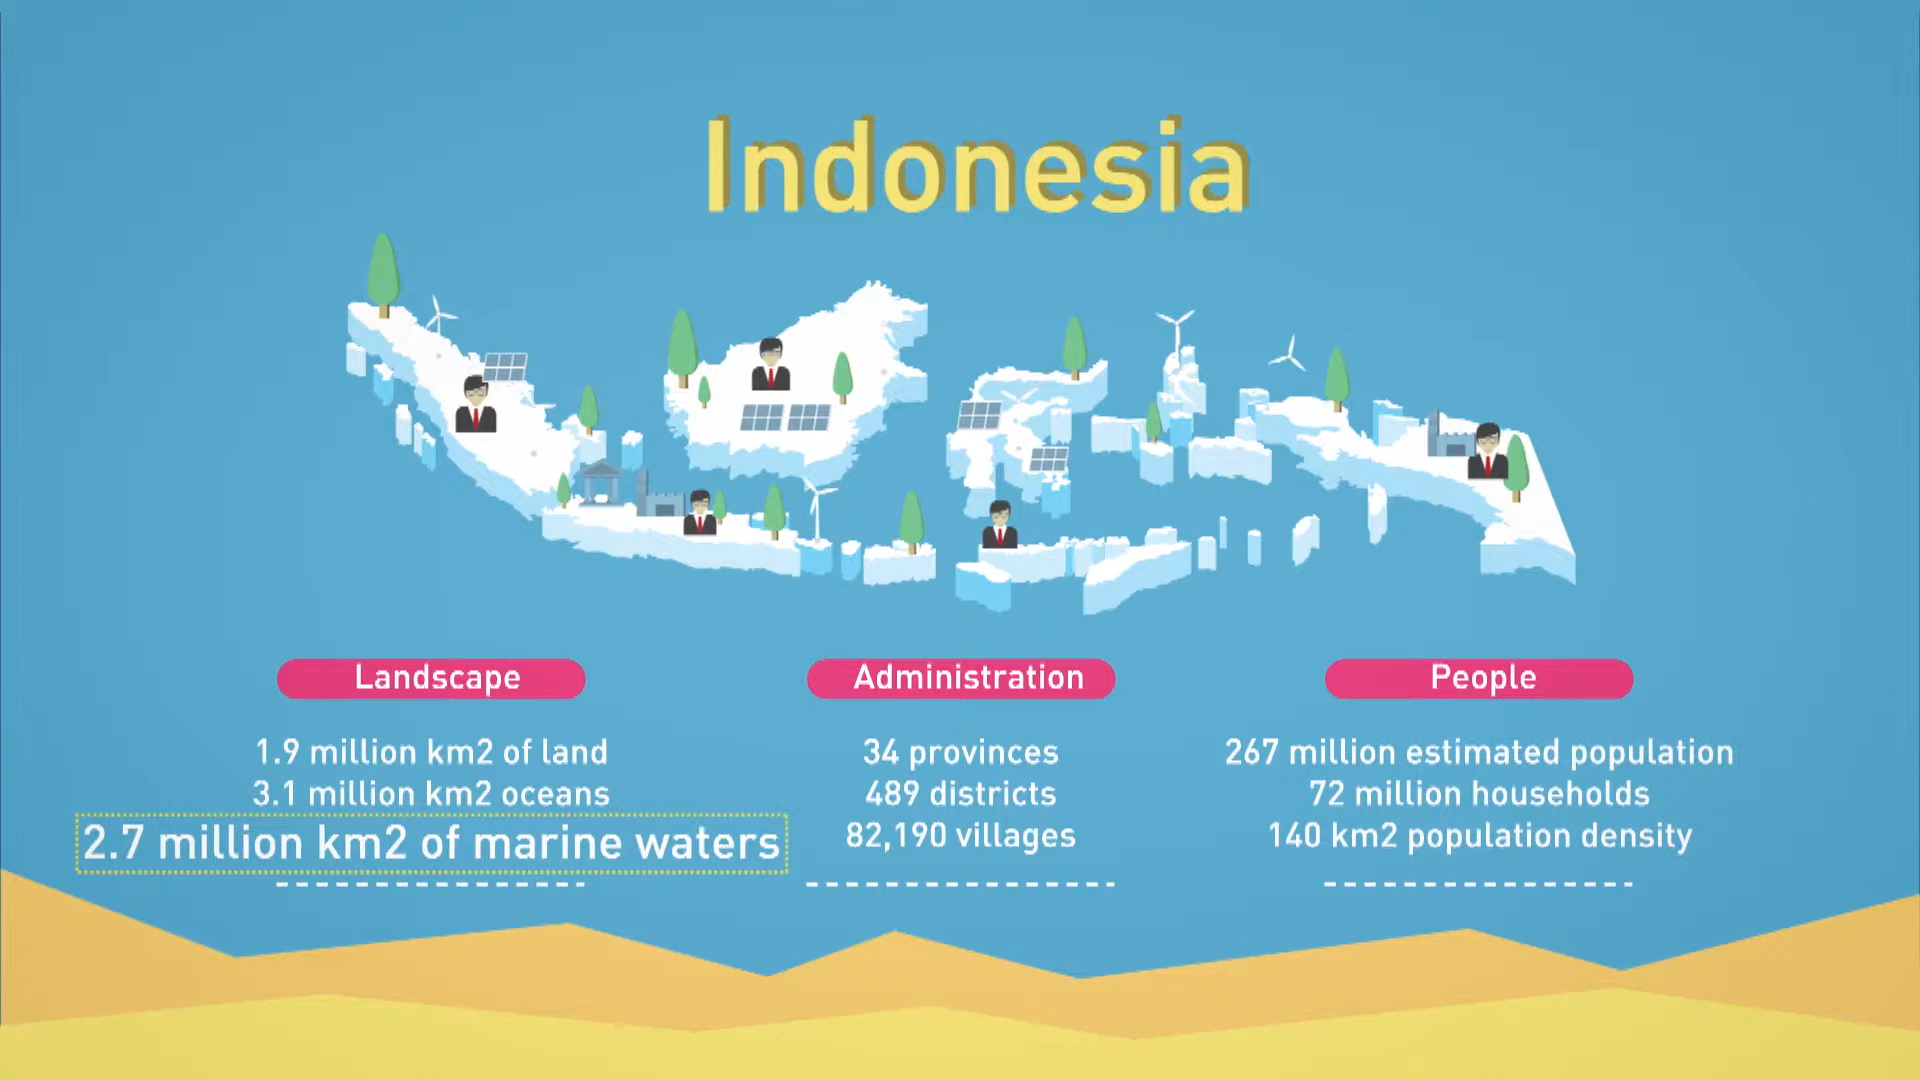 Indonesia
Landscape
1.9 million km2 of land
3.1 million km2 oceans
2.7 million km2 of marine waters
Administration
34 provinces
489 districts
82,190 villages
People
267 million estimated population
72 million households
140 km2 population density